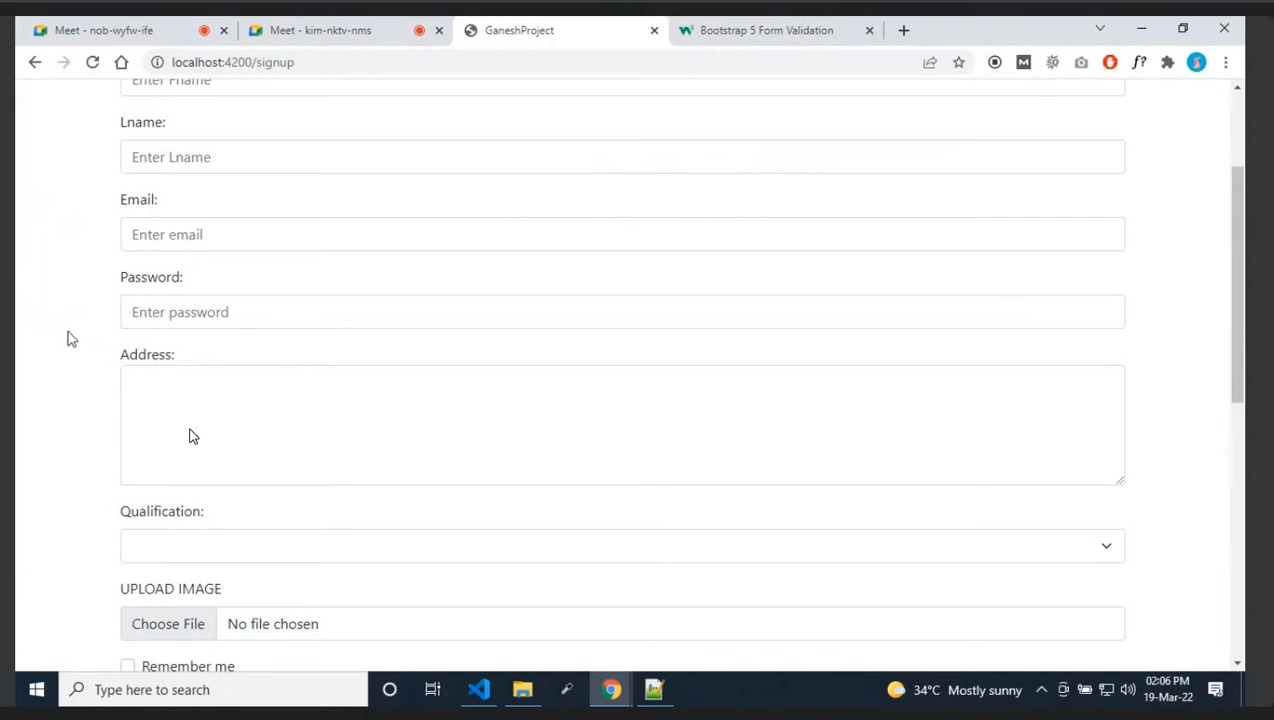 Meet - nob-wyfw-ife
Meet - kim-nktv-nms
GaneshProject
Bootstrap 5 Form Validation
localhost:4200/signup
M
f?
Enter Fname
Lname:
Enter Lname
Email:
Enter email
Password:
Enter password
Address:
Qualification:
UPLOAD IMAGE
Choose File
No file chosen
Remember me
Type here to search
34°C Mostly sunny
02:06 PM
19-Mar-22